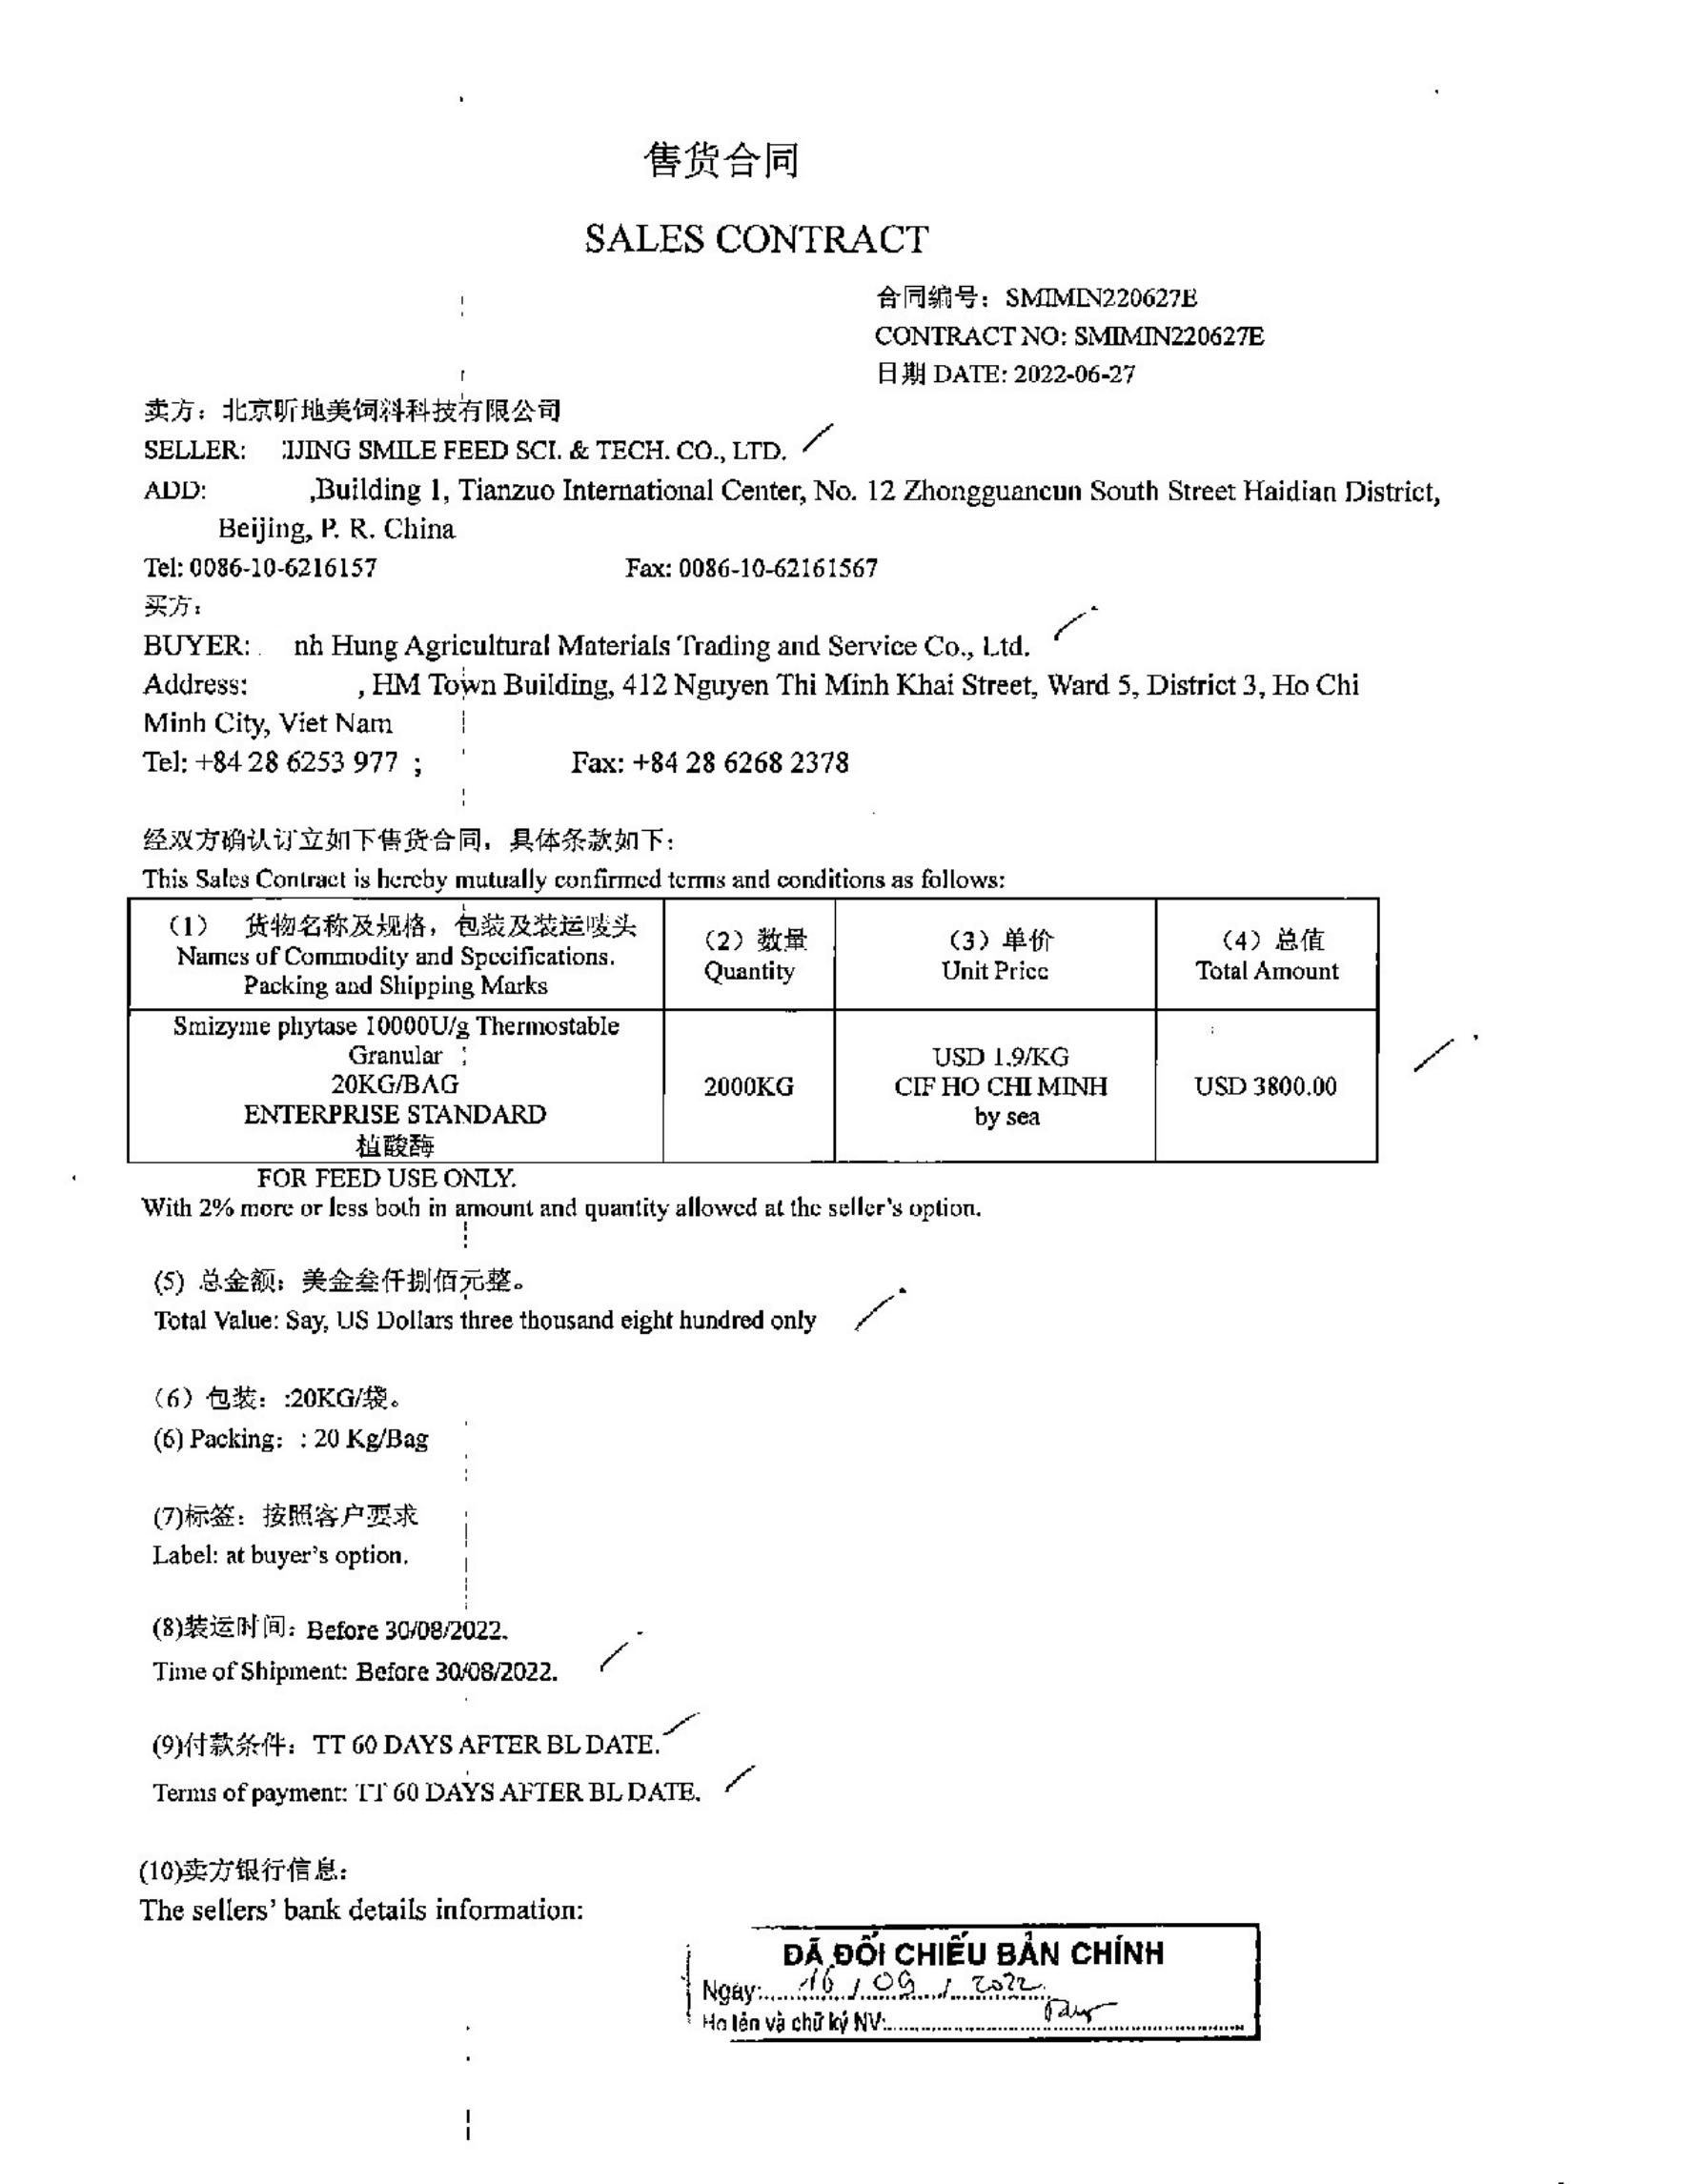 售货合同
SALES CONTRACT
合同编号：SMIMIN220627E
CONTRACT NO: SMIMIN220627E
日期 DATE: 2022-06-27
卖方：北京昕地美饲料科技有限公司
SELLER: IJING SMILE FEED SCI. & TECH. CO., LTD.
ADD: ,Building 1, Tianzuo International Center, No. 12 Zhongguancun South Street Haidian District,
Beijing, P. R. China
Tel: 0086-10-6216157 Fax: 0086-10-62161567
买方：
BUYER: nh Hung Agricultural Materials Trading and Service Co., Ltd.
Address: , HM Town Building, 412 Nguyen Thi Minh Khai Street, Ward 5, District 3, Ho Chi
Minh City, Viet Nam
Tel: +84 28 6253 977 ; Fax: +84 28 6268 2378
经双方确认订立如下售货合同，具体条款如下：
This Sales Contract is hereby mutually confirmed terms and conditions as follows:
（1） 货物名称及规格，包装及装运唛头
Names of Commodity and Specifications.
Packing and Shipping Marks
（2）数量
Quantity
（3）单价
Unit Price
（4）总值
Total Amount
Smizyme phytase 10000U/g Thermostable
Granular
20KG/BAG
ENTERPRISE STANDARD
植酸酶
2000KG
USD 1.9/KG
CIF HO CHI MINH
by sea
USD 3800.00
FOR FEED USE ONLY.
With 2% more or less both in amount and quantity allowed at the seller's option.
(5) 总金额：美金叁仟捌佰元整。
Total Value: Say, US Dollars three thousand eight hundred only
（6）包装：:20KG/袋。
(6) Packing: : 20 Kg/Bag
(7)标签：按照客户要求
Label: at buyer's option.
(8)装运时间：Before 30/08/2022.
Time of Shipment: Before 30/08/2022.
(9)付款条件：TT 60 DAYS AFTER BL DATE.
Terms of payment: TT 60 DAYS AFTER BL DATE.
(10)卖方银行信息：
The sellers' bank details information:
ĐÃ ĐỐI CHIẾU BẢN CHÍNH
Ngày: 16 / 09 / 2022
Họ tên và chữ ký NV: